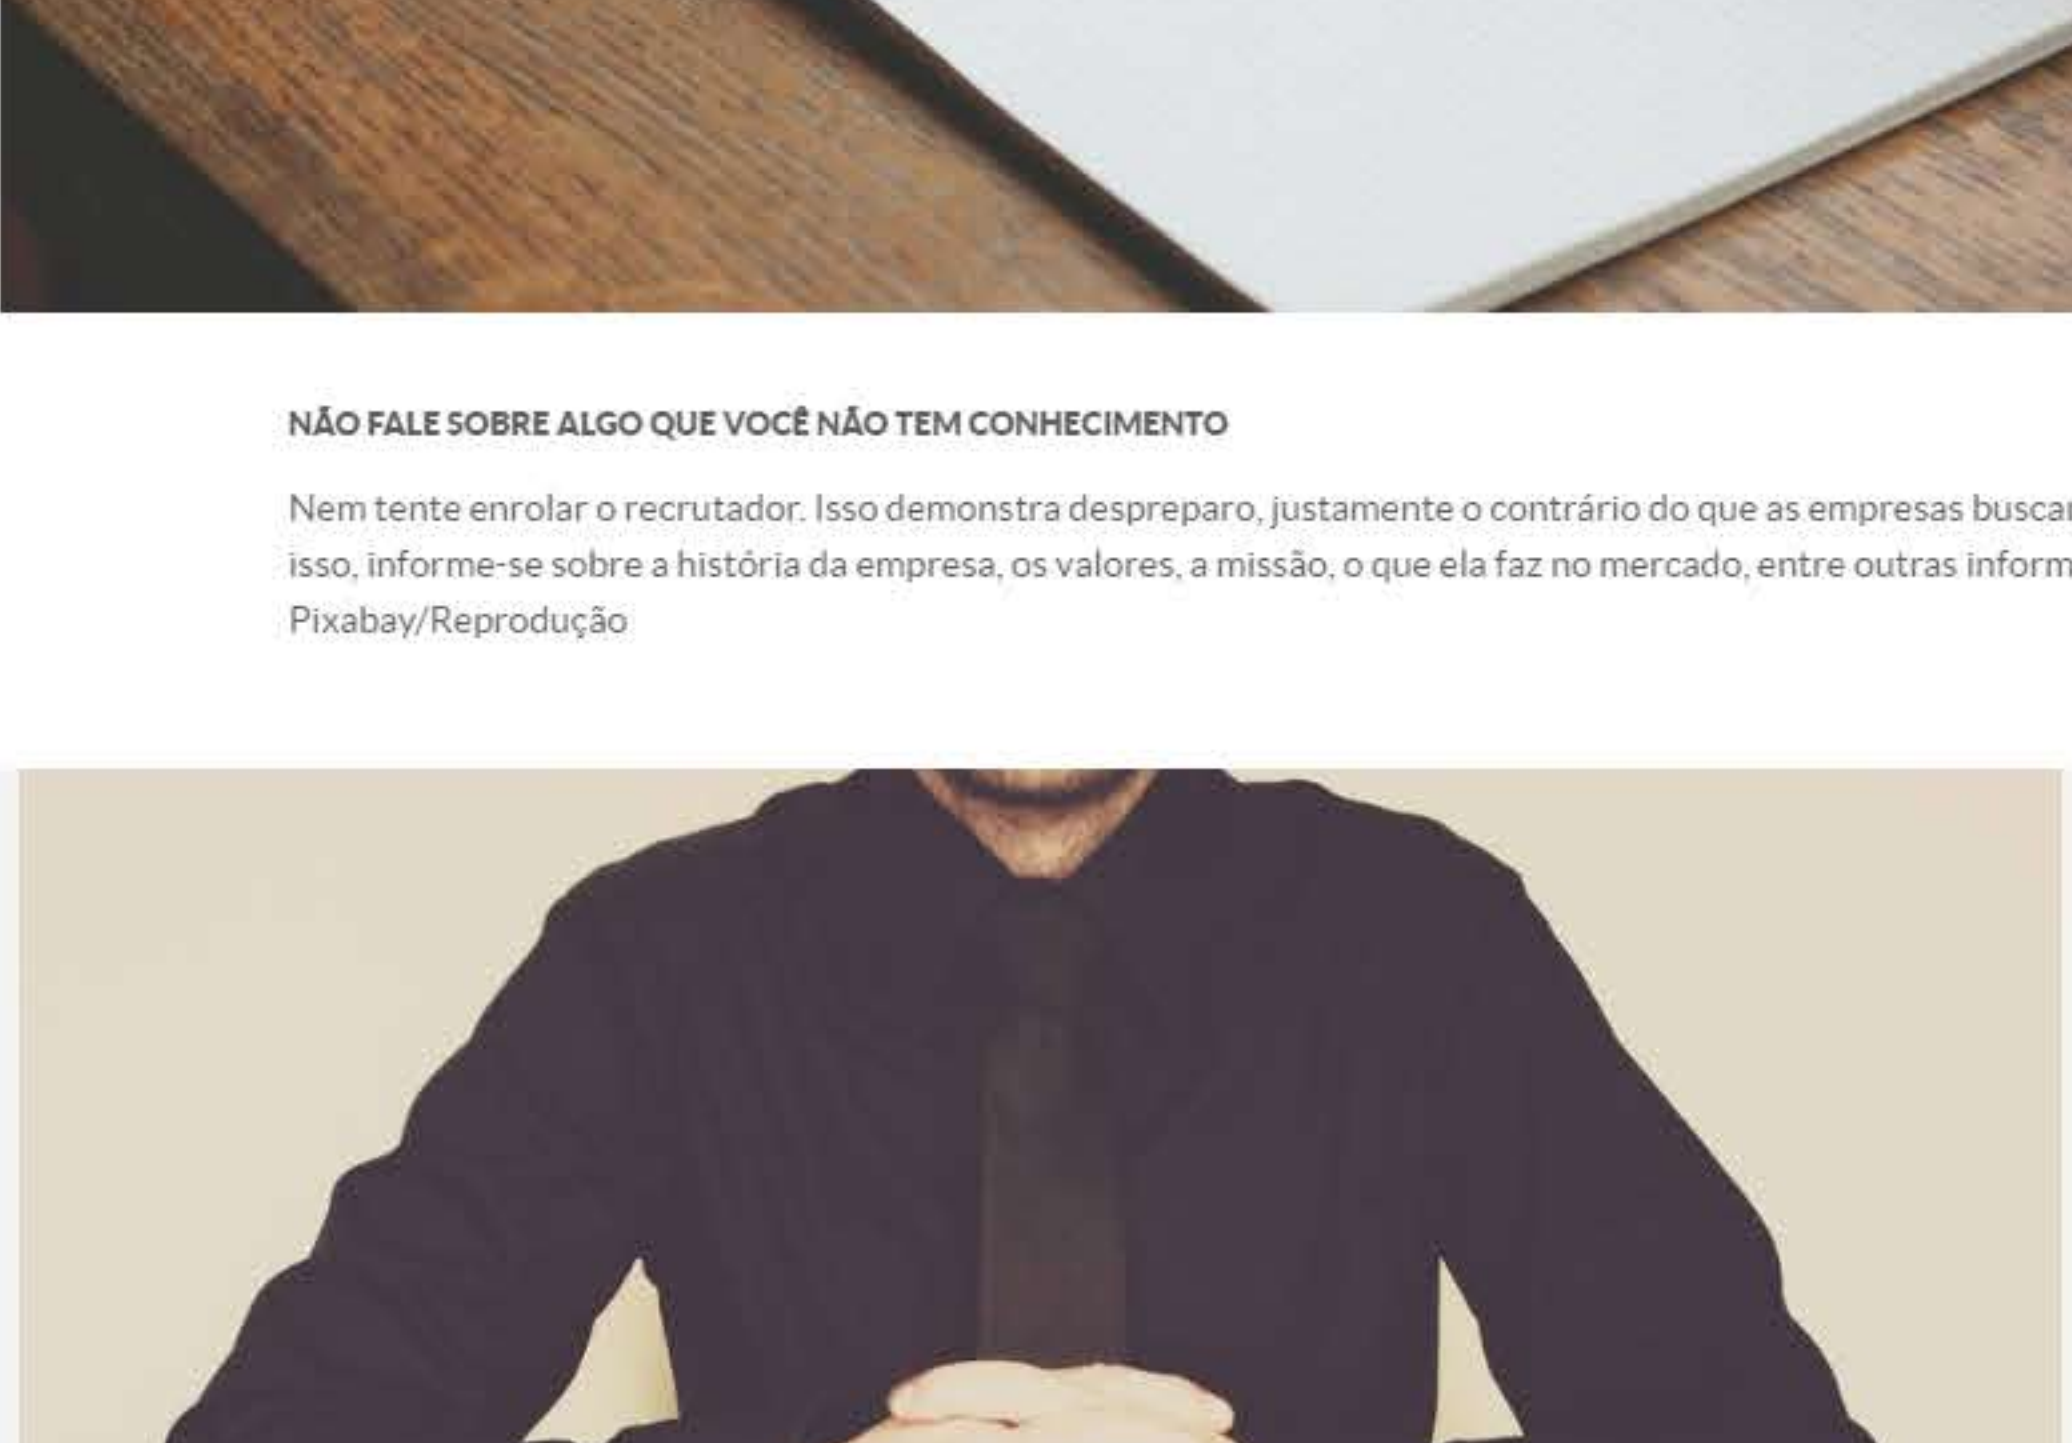 NÃO FALE SOBRE ALGO QUE VOCÊ NÃO TEM CONHECIMENTO
Nem tente enrolar o recrutador. Isso demonstra despreparo, justamente o contrário do que as empresas
isso, informe-se sobre a história da empresa, os valores, a missão, o que ela faz no mercado, entre outras
Pixabay/Reprodução